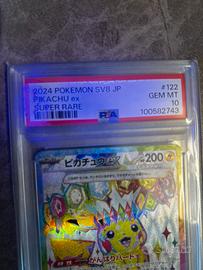 2024 POKEMON SV8 JP #122
PIKACHU ex GEM MT
SUPER RARE 10
100582743
PSA
ピカチュウex HP200